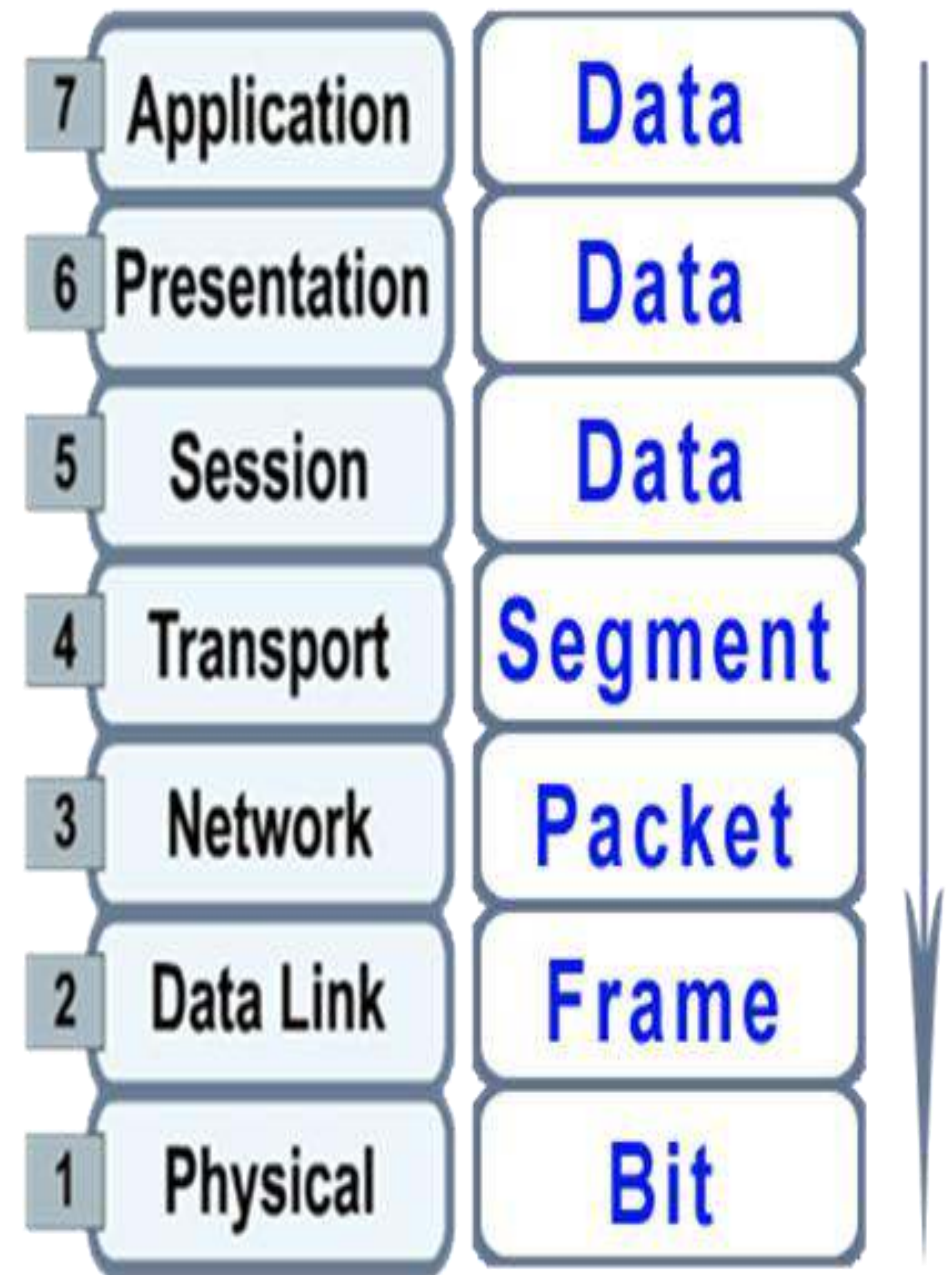 7 Application Data
6 Presentation Data
5 Session Data
4 Transport Segment
3 Network Packet
2 Data Link Frame
1 Physical Bit